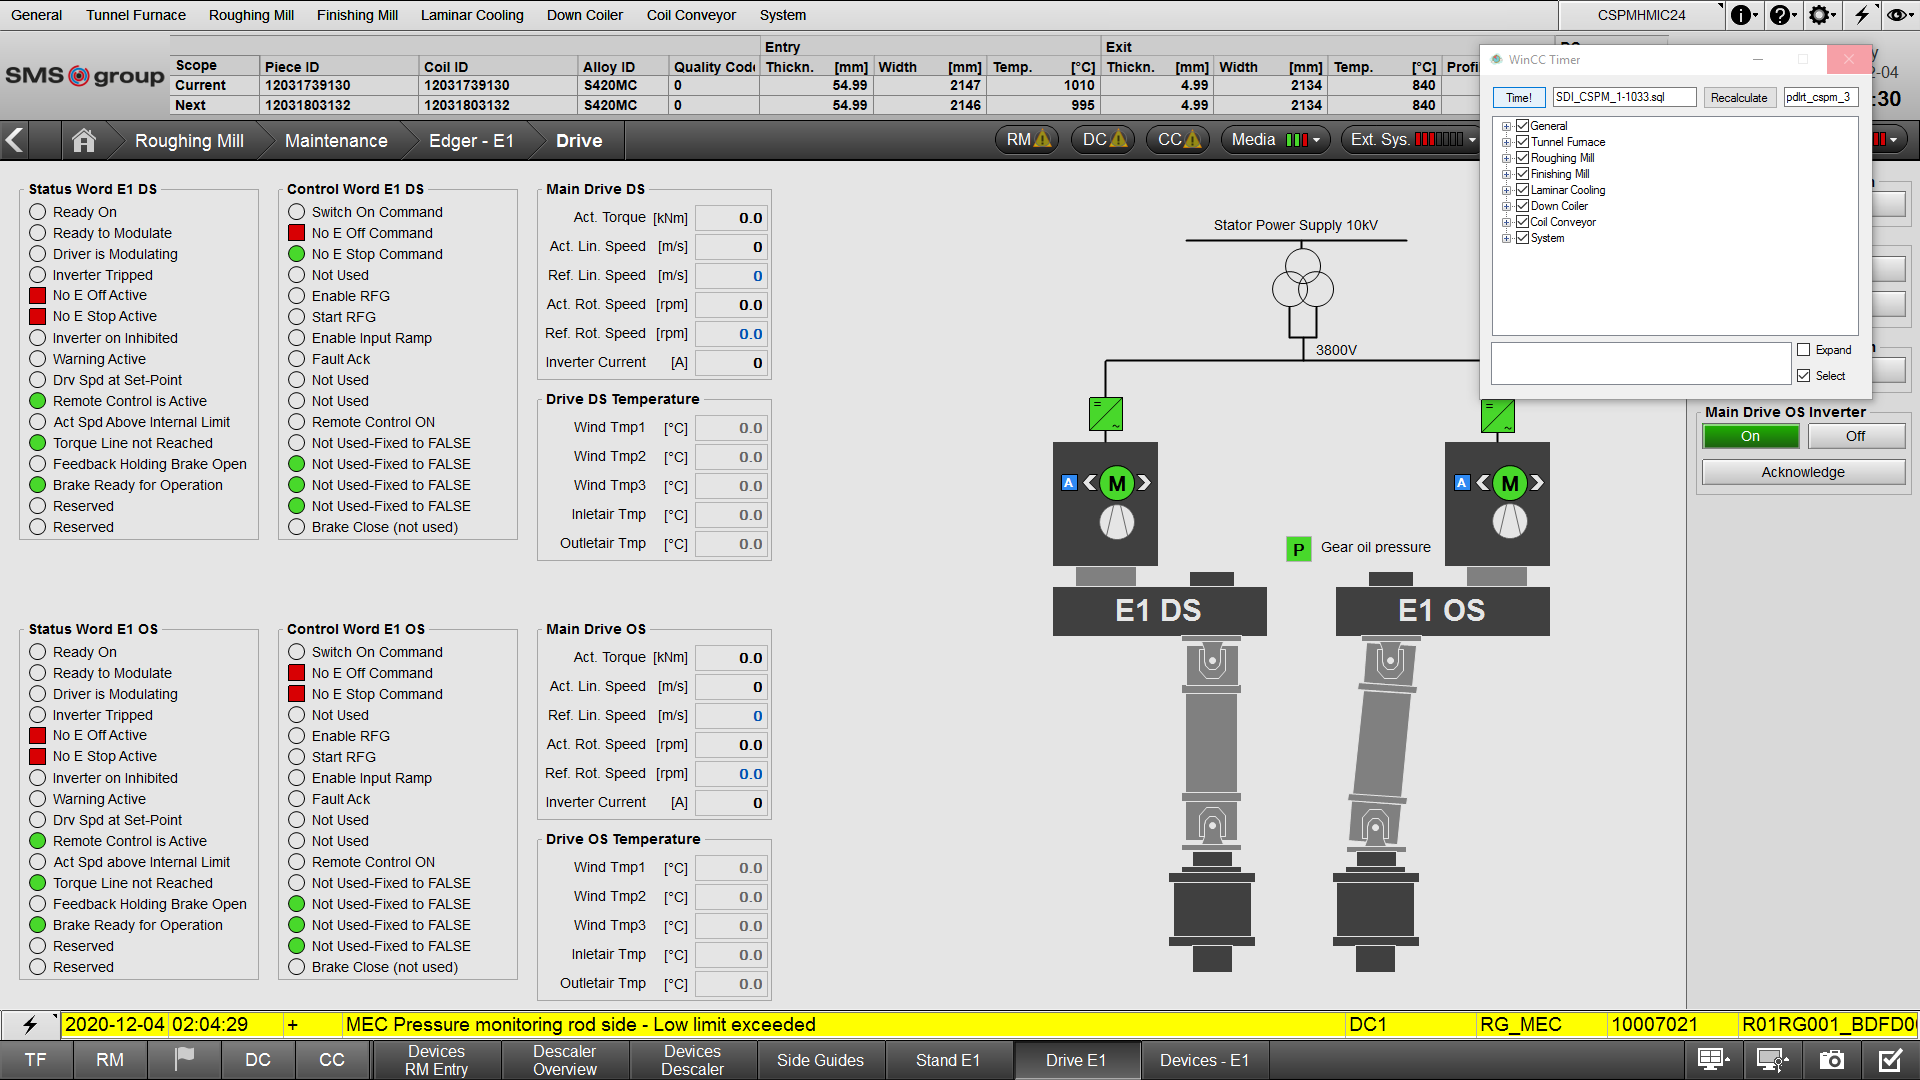 General Tunnel Furnace Roughing Mill Finishing Mill Laminar Cooling Down Coiler Coil Conveyor System CSPMHMIC24
SMS group
Entry Exit
Scope Piece ID Coil ID Alloy ID Quality Code Thickn. [mm] Width [mm] Temp. [°C] Thickn. [mm] Width [mm] Temp. [°C]
Current 12031739130 12031739130 S420MC 0 54.99 2147 1010 4.99 2134 840
Next 12031803132 12031803132 S420MC 0 54.99 2146 995 4.99 2134 840
-04
:30
Roughing Mill Maintenance Edger - E1 Drive RM DC CC Media Ext. Sys.
WinCC Timer
Time! SDI_CSPM_1-1033.sql Recalculate pdlrt_cspm_3
General
Tunnel Furnace
Roughing Mill
Finishing Mill
Laminar Cooling
Down Coiler
Coil Conveyor
System
Expand
Select
Status Word E1 DS
Ready On
Ready to Modulate
Driver is Modulating
Inverter Tripped
No E Off Active
No E Stop Active
Inverter on Inhibited
Warning Active
Drv Spd at Set-Point
Remote Control is Active
Act Spd Above Internal Limit
Torque Line not Reached
Feedback Holding Brake Open
Brake Ready for Operation
Reserved
Reserved
Control Word E1 DS
Switch On Command
No E Off Command
No E Stop Command
Not Used
Enable RFG
Start RFG
Enable Input Ramp
Fault Ack
Not Used
Not Used
Remote Control ON
Not Used-Fixed to FALSE
Not Used-Fixed to FALSE
Not Used-Fixed to FALSE
Not Used-Fixed to FALSE
Brake Close (not used)
Main Drive DS
Act. Torque [kNm] 0.0
Act. Lin. Speed [m/s] 0
Ref. Lin. Speed [m/s] 0
Act. Rot. Speed [rpm] 0.0
Ref. Rot. Speed [rpm] 0.0
Inverter Current [A] 0
Drive DS Temperature
Wind Tmp1 [°C] 0.0
Wind Tmp2 [°C] 0.0
Wind Tmp3 [°C] 0.0
Inletair Tmp [°C] 0.0
Outletair Tmp [°C] 0.0
Stator Power Supply 10kV
3800V
A M
A M
P Gear oil pressure
E1 DS
E1 OS
Main Drive OS Inverter
On Off
Acknowledge
Status Word E1 OS
Ready On
Ready to Modulate
Driver is Modulating
Inverter Tripped
No E Off Active
No E Stop Active
Inverter on Inhibited
Warning Active
Drv Spd at Set-Point
Remote Control is Active
Act Spd above Internal Limit
Torque Line not Reached
Feedback Holding Brake Open
Brake Ready for Operation
Reserved
Reserved
Control Word E1 OS
Switch On Command
No E Off Command
No E Stop Command
Not Used
Enable RFG
Start RFG
Enable Input Ramp
Fault Ack
Not Used
Not Used
Remote Control ON
Not Used-Fixed to FALSE
Not Used-Fixed to FALSE
Not Used-Fixed to FALSE
Not Used-Fixed to FALSE
Brake Close (not used)
Main Drive OS
Act. Torque [kNm] 0.0
Act. Lin. Speed [m/s] 0
Ref. Lin. Speed [m/s] 0
Act. Rot. Speed [rpm] 0.0
Ref. Rot. Speed [rpm] 0.0
Inverter Current [A] 0
Drive OS Temperature
Wind Tmp1 [°C] 0.0
Wind Tmp2 [°C] 0.0
Wind Tmp3 [°C] 0.0
Inletair Tmp [°C] 0.0
Outletair Tmp [°C] 0.0
2020-12-04 02:04:29 + MEC Pressure monitoring rod side - Low limit exceeded DC1 RG_MEC 10007021
TF RM DC CC
Devices
RM Entry
Descaler
Overview
Devices
Descaler
Side Guides
Stand E1
Drive E1
Devices - E1